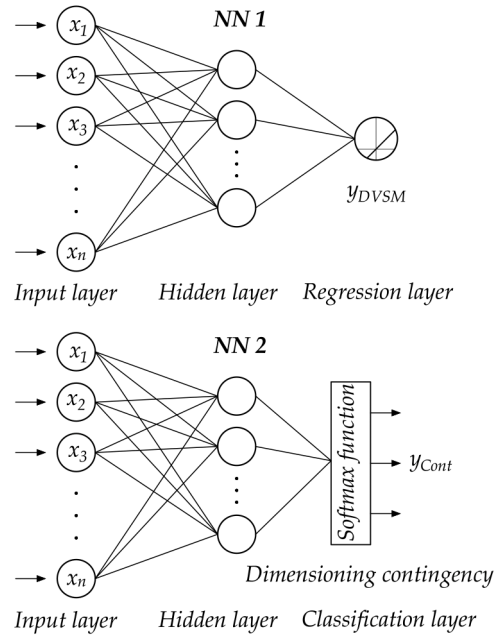 NN 1
x1
x2
x3
xn
yDVSM
Input layer Hidden layer Regression layer
NN 2
x1
x2
x3
xn
Softmax function
yCont
Dimensioning contingency
Input layer Hidden layer Classification layer